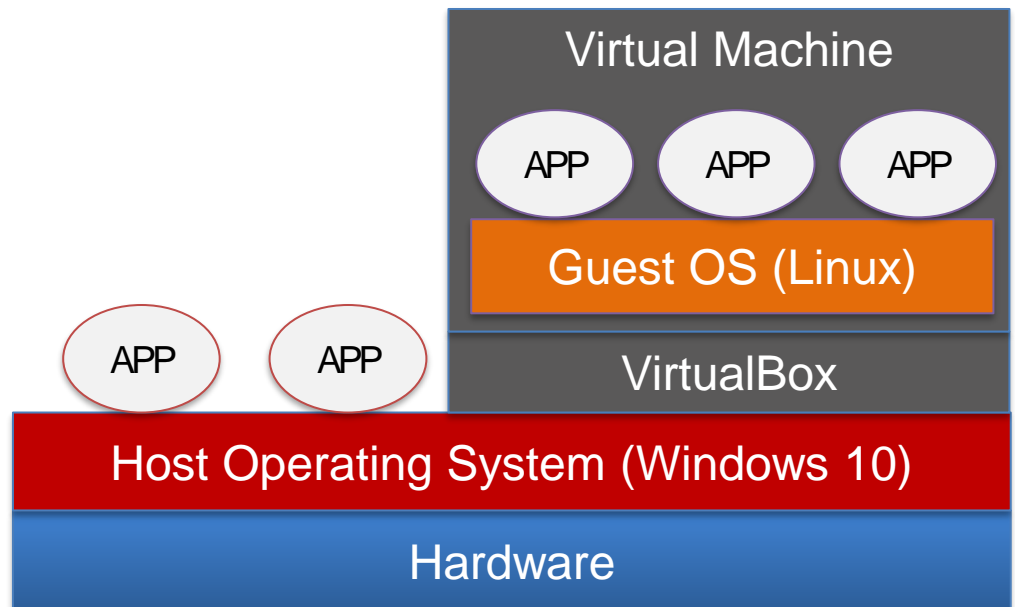 Virtual Machine
APP APP APP
Guest OS (Linux)
APP APP
VirtualBox
Host Operating System (Windows 10)
Hardware